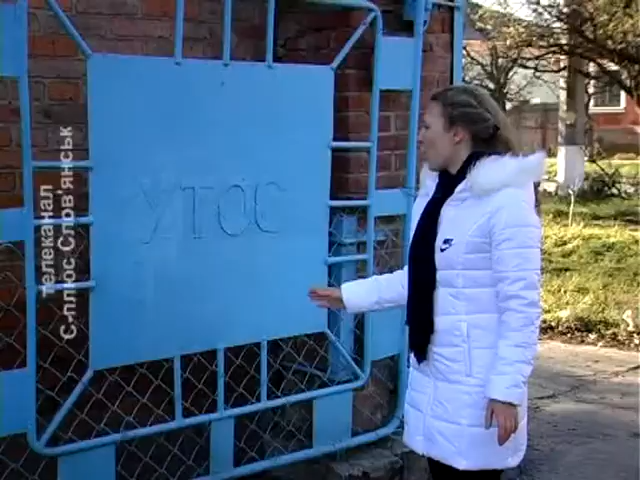 телеканал
С-плюс Слов'янськ
УТОС